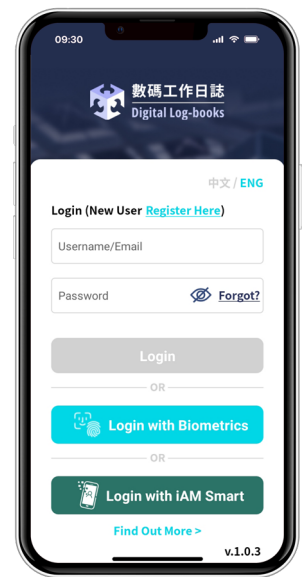 09:30
數碼工作日誌
Digital Log-books
中文 / ENG
Login (New User Register Here)
Username/Email
Password
Forgot?
Login
OR
Login with Biometrics
OR
Login with iAM Smart
Find Out More >
v.1.0.3